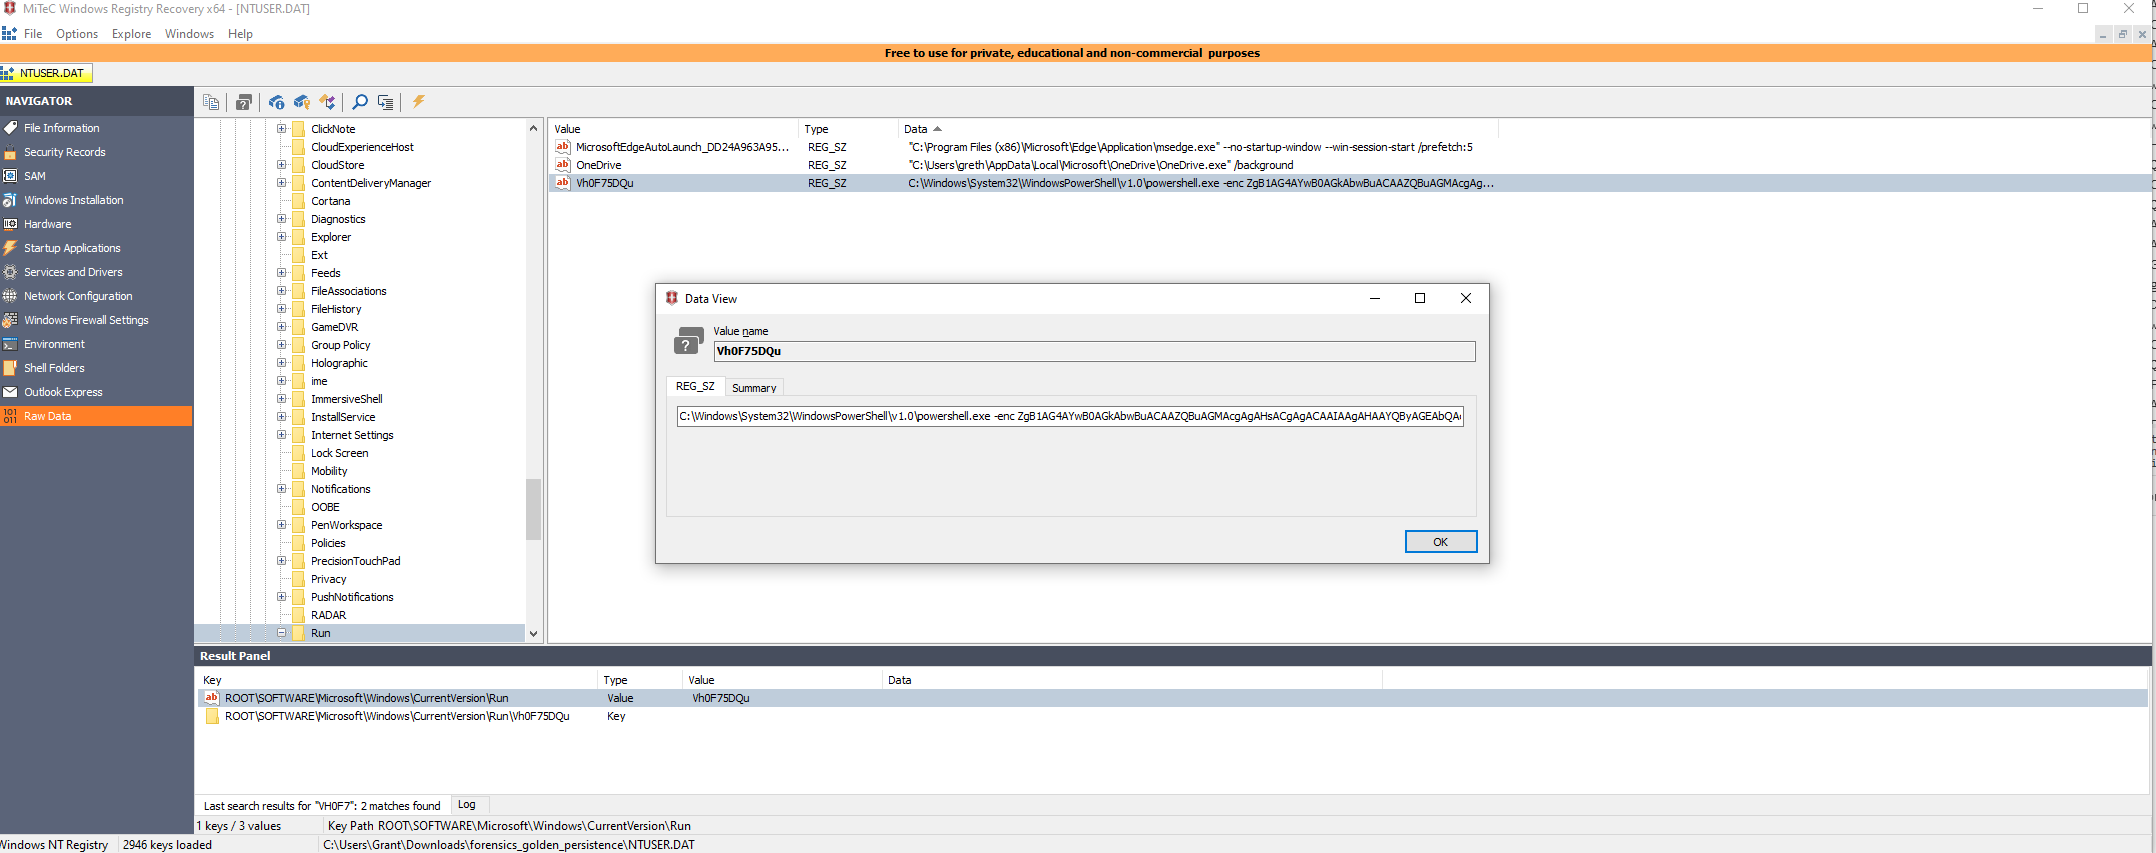 MiTeC Windows Registry Recovery x64 - [NTUSER.DAT]
File Options Explore Windows Help
Free to use for private, educational and non-commercial purposes
NTUSER.DAT
NAVIGATOR
File Information
Security Records
SAM
Windows Installation
Hardware
Startup Applications
Services and Drivers
Network Configuration
Windows Firewall Settings
Environment
Shell Folders
Outlook Express
Raw Data
ClickNote
CloudExperienceHost
CloudStore
ContentDeliveryManager
Cortana
Diagnostics
Explorer
Ext
Feeds
FileAssociations
FileHistory
GameDVR
Group Policy
Holographic
ime
ImmersiveShell
InstallService
Internet Settings
Lock Screen
Mobility
Notifications
OOBE
PenWorkspace
Policies
PrecisionTouchPad
Privacy
PushNotifications
RADAR
Run
Value Type Data
MicrosoftEdgeAutoLaunch_DD24A963A95... REG_SZ "C:\Program Files (x86)\Microsoft\Edge\Application\msedge.exe" --no-startup-window --win-session-start /prefetch:5
OneDrive REG_SZ "C:\Users\greth\AppData\Local\Microsoft\OneDrive\OneDrive.exe" /background
Vh0F75DQu REG_SZ C:\Windows\System32\WindowsPowerShell\v1.0\powershell.exe -enc ZgB1AG4AYwB0AGkAbwBuACAAZQBuAGMAcgAg...
Data View
Value name
Vh0F75DQu
REG_SZ Summary
C:\Windows\System32\WindowsPowerShell\v1.0\powershell.exe -enc ZgB1AG4AYwB0AGkAbwBuACAAZQBuAGMAcgAgAHsACgAgACAAIAAgAHAAYQByAGEAbQA
OK
Result Panel
Key Type Value Data
ROOT\SOFTWARE\Microsoft\Windows\CurrentVersion\Run Value Vh0F75DQu
ROOT\SOFTWARE\Microsoft\Windows\CurrentVersion\Run\Vh0F75DQu Key
Last search results for "VH0F7": 2 matches found Log
1 keys / 3 values Key Path ROOT\SOFTWARE\Microsoft\Windows\CurrentVersion\Run
Windows NT Registry 2946 keys loaded C:\Users\Grant\Downloads\forensics_golden_persistence\NTUSER.DAT